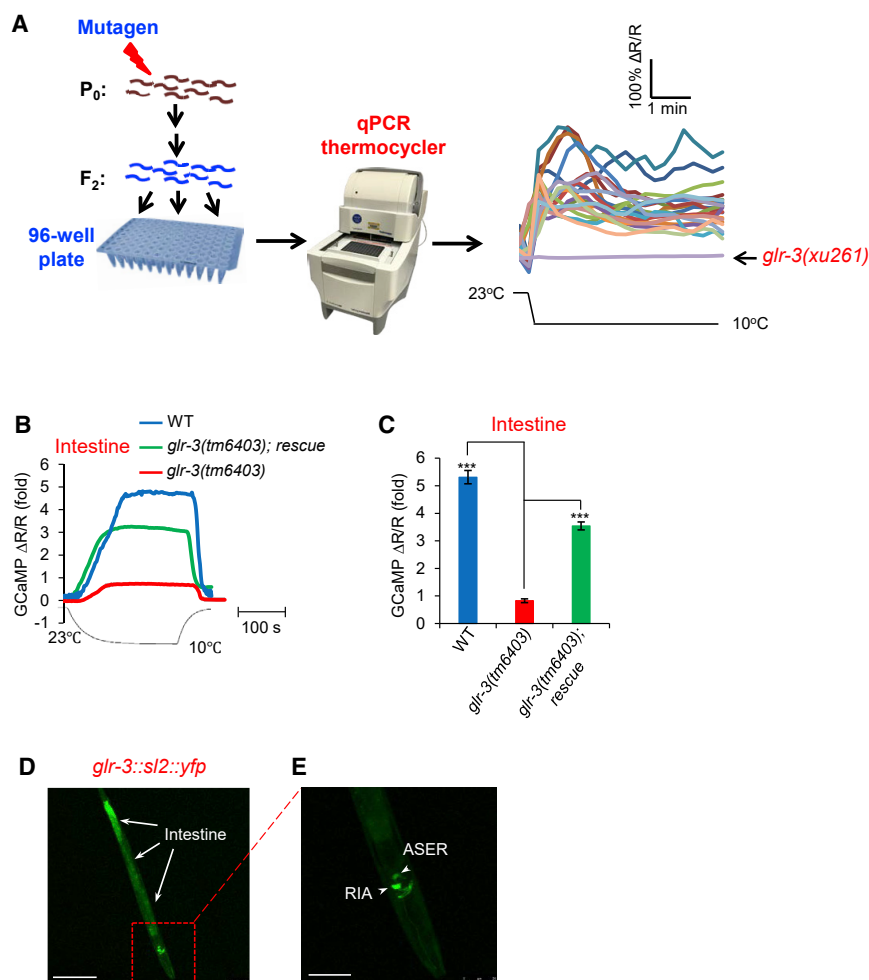 A
Mutagen
P0:
F2:
96-well
plate
qPCR
thermocycler
100% ΔR/R
1 min
glr-3(xu261)
23oC
10oC
B
WT
Intestine
glr-3(tm6403); rescue
glr-3(tm6403)
GCaMP ΔR/R (fold)
6
5
4
3
2
1
0
-1
23℃
10℃
100 s
C
Intestine
GCaMP ΔR/R (fold)
6
5
4
3
2
1
0
***
***
WT
glr-3(tm6403)
glr-3(tm6403);
rescue
D
glr-3::sl2::yfp
Intestine
E
ASER
RIA